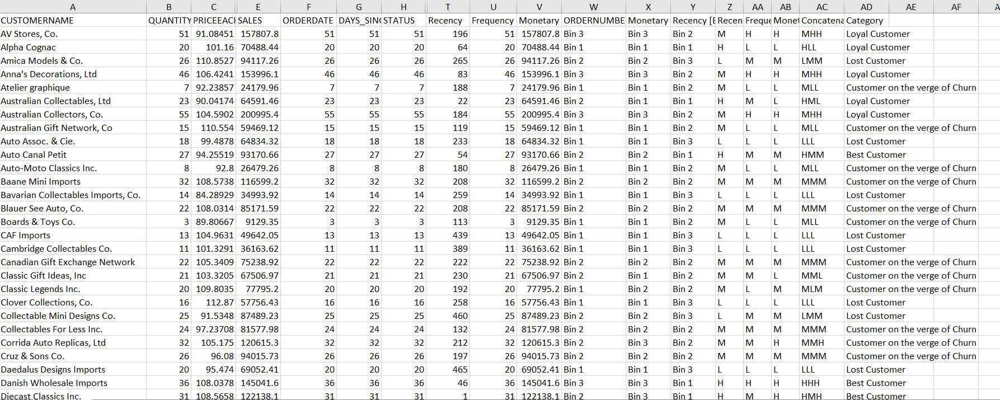 A B C E F G H T U V W X Y Z AA AB AC AD AE AF A
CUSTOMERNAME QUANTITY PRICEEACH SALES ORDERDATE DAYS_SINC STATUS Recency Frequency Monetary ORDERNUMBE Monetary Recency [B Recen Freque Monet Concatena Category
AV Stores, Co. 51 91.08451 157807.8 51 51 51 196 51 157807.8 Bin 3 Bin 3 Bin 2 M H H MHH Loyal Customer
Alpha Cognac 20 101.16 70488.44 20 20 20 64 20 70488.44 Bin 1 Bin 1 Bin 1 H L L HLL Loyal Customer
Amica Models & Co. 26 110.8527 94117.26 26 26 26 265 26 94117.26 Bin 2 Bin 2 Bin 3 L M M LMM Lost Customer
Anna's Decorations, Ltd 46 106.4241 153996.1 46 46 46 83 46 153996.1 Bin 3 Bin 3 Bin 2 M H H MHH Loyal Customer
Atelier graphique 7 92.23857 24179.96 7 7 7 188 7 24179.96 Bin 1 Bin 1 Bin 2 M L L MLL Customer on the verge of Churn
Australian Collectables, Ltd 23 90.04174 64591.46 23 23 23 22 23 64591.46 Bin 2 Bin 1 Bin 1 H M L HML Loyal Customer
Australian Collectors, Co. 55 104.5902 200995.4 55 55 55 184 55 200995.4 Bin 3 Bin 3 Bin 2 M H H MHH Loyal Customer
Australian Gift Network, Co 15 110.554 59469.12 15 15 15 119 15 59469.12 Bin 1 Bin 1 Bin 2 M L L MLL Customer on the verge of Churn
Auto Assoc. & Cie. 18 99.4878 64834.32 18 18 18 233 18 64834.32 Bin 1 Bin 1 Bin 3 L L L LLL Lost Customer
Auto Canal Petit 27 94.25519 93170.66 27 27 27 54 27 93170.66 Bin 2 Bin 2 Bin 1 H M M HMM Best Customer
Auto-Moto Classics Inc. 8 92.8 26479.26 8 8 8 180 8 26479.26 Bin 1 Bin 1 Bin 2 M L L MLL Customer on the verge of Churn
Baane Mini Imports 32 108.5738 116599.2 32 32 32 208 32 116599.2 Bin 2 Bin 2 Bin 2 M M M MMM Customer on the verge of Churn
Bavarian Collectables Imports, Co. 14 84.28929 34993.92 14 14 14 259 14 34993.92 Bin 1 Bin 1 Bin 3 L L L LLL Lost Customer
Blauer See Auto, Co. 22 108.0314 85171.59 22 22 22 208 22 85171.59 Bin 2 Bin 2 Bin 2 M M M MMM Customer on the verge of Churn
Boards & Toys Co. 3 89.80667 9129.35 3 3 3 113 3 9129.35 Bin 1 Bin 1 Bin 2 M L L MLL Customer on the verge of Churn
CAF Imports 13 104.9631 49642.05 13 13 13 439 13 49642.05 Bin 1 Bin 1 Bin 3 L L L LLL Lost Customer
Cambridge Collectables Co. 11 101.3291 36163.62 11 11 11 389 11 36163.62 Bin 1 Bin 1 Bin 3 L L L LLL Lost Customer
Canadian Gift Exchange Network 22 105.3409 75238.92 22 22 22 222 22 75238.92 Bin 2 Bin 2 Bin 2 M M M MMM Customer on the verge of Churn
Classic Gift Ideas, Inc 21 103.3205 67506.97 21 21 21 230 21 67506.97 Bin 2 Bin 1 Bin 2 M M L MML Customer on the verge of Churn
Classic Legends Inc. 20 109.8035 77795.2 20 20 20 192 20 77795.2 Bin 1 Bin 2 Bin 2 M L M MLM Customer on the verge of Churn
Clover Collections, Co. 16 112.87 57756.43 16 16 16 258 16 57756.43 Bin 1 Bin 1 Bin 3 L L L LLL Lost Customer
Collectable Mini Designs Co. 25 91.5348 87489.23 25 25 25 460 25 87489.23 Bin 2 Bin 2 Bin 3 L M M LMM Lost Customer
Collectables For Less Inc. 24 97.23708 81577.98 24 24 24 132 24 81577.98 Bin 2 Bin 2 Bin 2 M M M MMM Customer on the verge of Churn
Corrida Auto Replicas, Ltd 32 105.175 120615.3 32 32 32 212 32 120615.3 Bin 2 Bin 3 Bin 2 M M H MMH Customer on the verge of Churn
Cruz & Sons Co. 26 96.08 94015.73 26 26 26 197 26 94015.73 Bin 2 Bin 2 Bin 2 M M M MMM Customer on the verge of Churn
Daedalus Designs Imports 20 95.474 69052.41 20 20 20 465 20 69052.41 Bin 1 Bin 1 Bin 3 L L L LLL Lost Customer
Danish Wholesale Imports 36 108.0378 145041.6 36 36 36 46 36 145041.6 Bin 3 Bin 3 Bin 1 H H H HHH Best Customer
Diecast Classics Inc. 31 108.5658 122138.1 31 31 31 1 31 122138.1 Bin 2 Bin 3 Bin 1 H M H HMH Best Customer